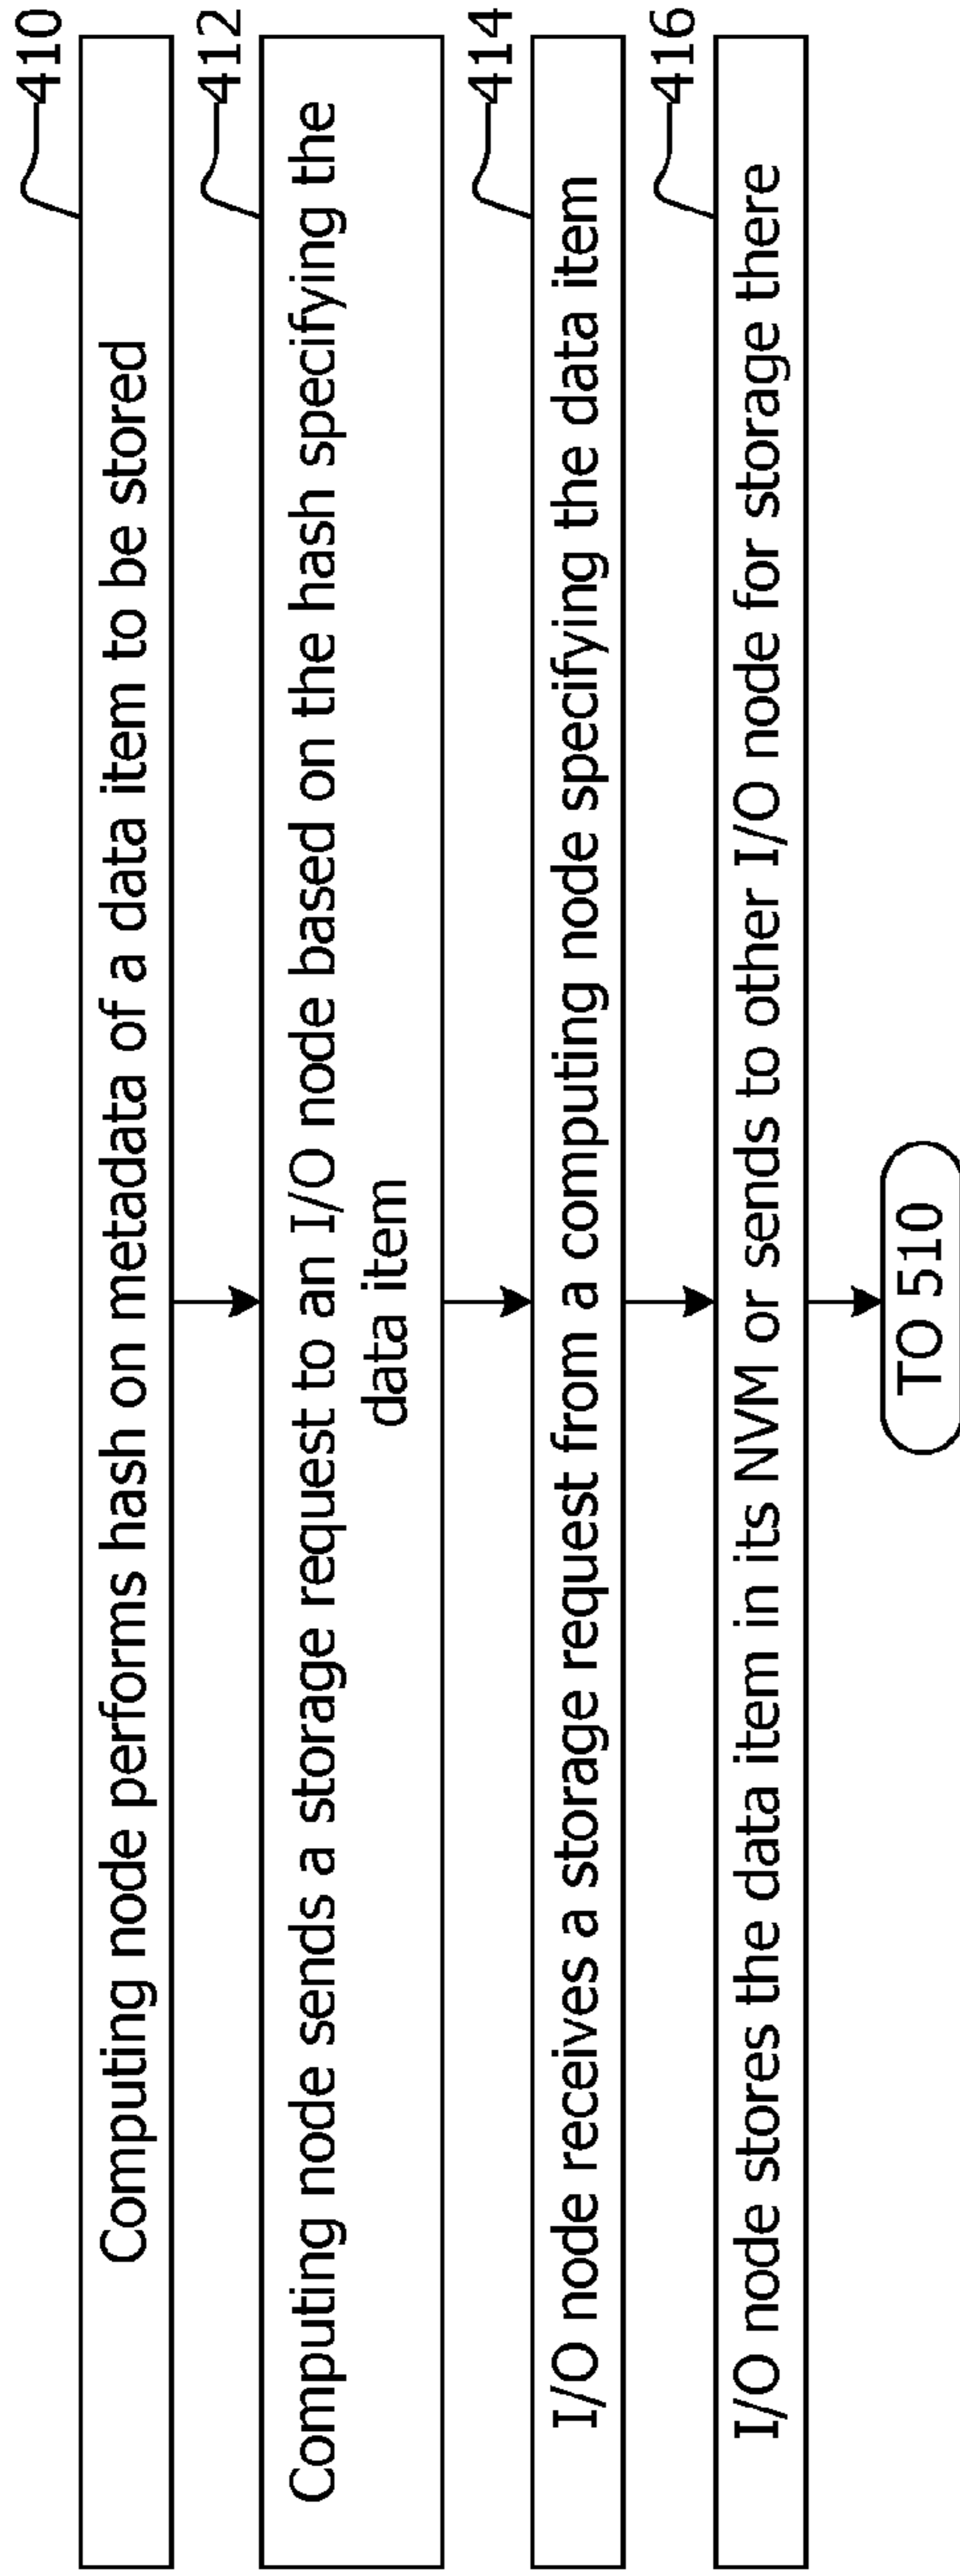 410
Computing node performs hash on metadata of a data item to be stored
412
Computing node sends a storage request to an I/O node based on the hash specifying the
data item
414
I/O node receives a storage request from a computing node specifying the data item
416
I/O node stores the data item in its NVM or sends to other I/O node for storage there
TO 510